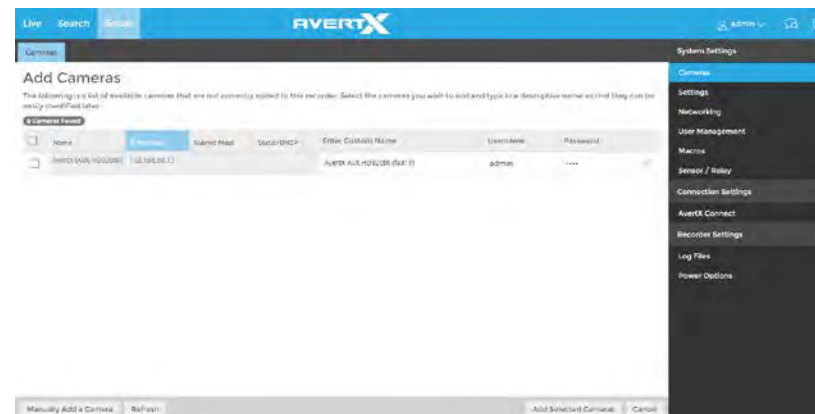 Live Search Setup
AVERTX
admin
Cameras
Add Cameras
The following is a list of available cameras that are not currently added to this recorder. Select the cameras you wish to add and type in a descriptive name so that they can be
easily identified later.
Cameras Found
Name Subnet Mask Static/DHCP Enter Custom Name Username Password
admin ••••
Manually Add a Camera Refresh Add Selected Cameras Cancel
System Settings
Cameras
Settings
Networking
User Management
Macros
Sensor / Relay
Connection Settings
AvertX Connect
Recorder Settings
Log Files
Power Options